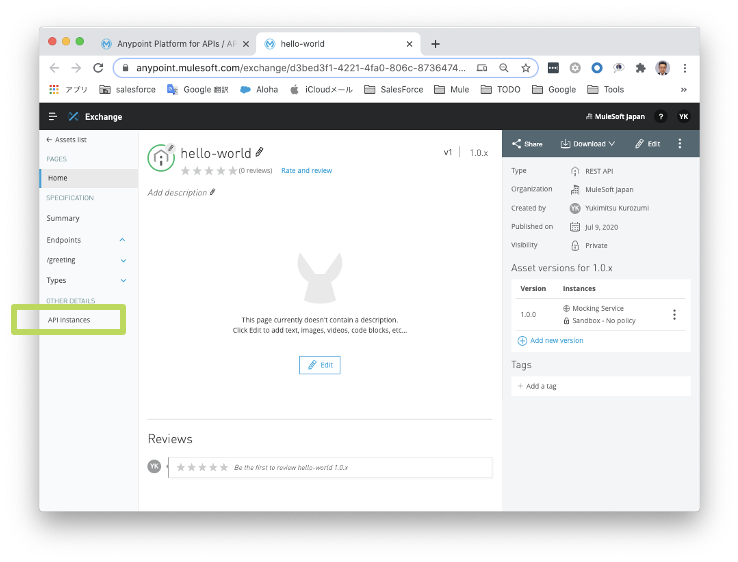 Anypoint Platform for APIs / AP
hello-world
anypoint.mulesoft.com/exchange/d3bed3f1-4221-4fa0-806c-8736474...
アプリ salesforce Google 翻訳 Aloha iCloudメール SalesForce Mule TODO Google Tools »
Exchange
MuleSoft Japan ? YK
← Assets list
PAGES
Home
SPECIFICATION
Summary
Endpoints
/greeting
Types
OTHER DETAILS
API instances
hello-world
v1 | 1.0.x
(0 reviews) Rate and review
Add description
This page currently doesn't contain a description.
Click Edit to add text, images, videos, code blocks, etc...
Edit
Reviews
YK
Be the first to review hello-world 1.0.x
Share Download Edit
Type REST API
Organization MuleSoft Japan
Created by YK Yukimitsu Kurozumi
Published on Jul 9, 2020
Visibility Private
Asset versions for 1.0.x
Version Instances
1.0.0
Mocking Service
Sandbox - No policy
Add new version
Tags
+ Add a tag